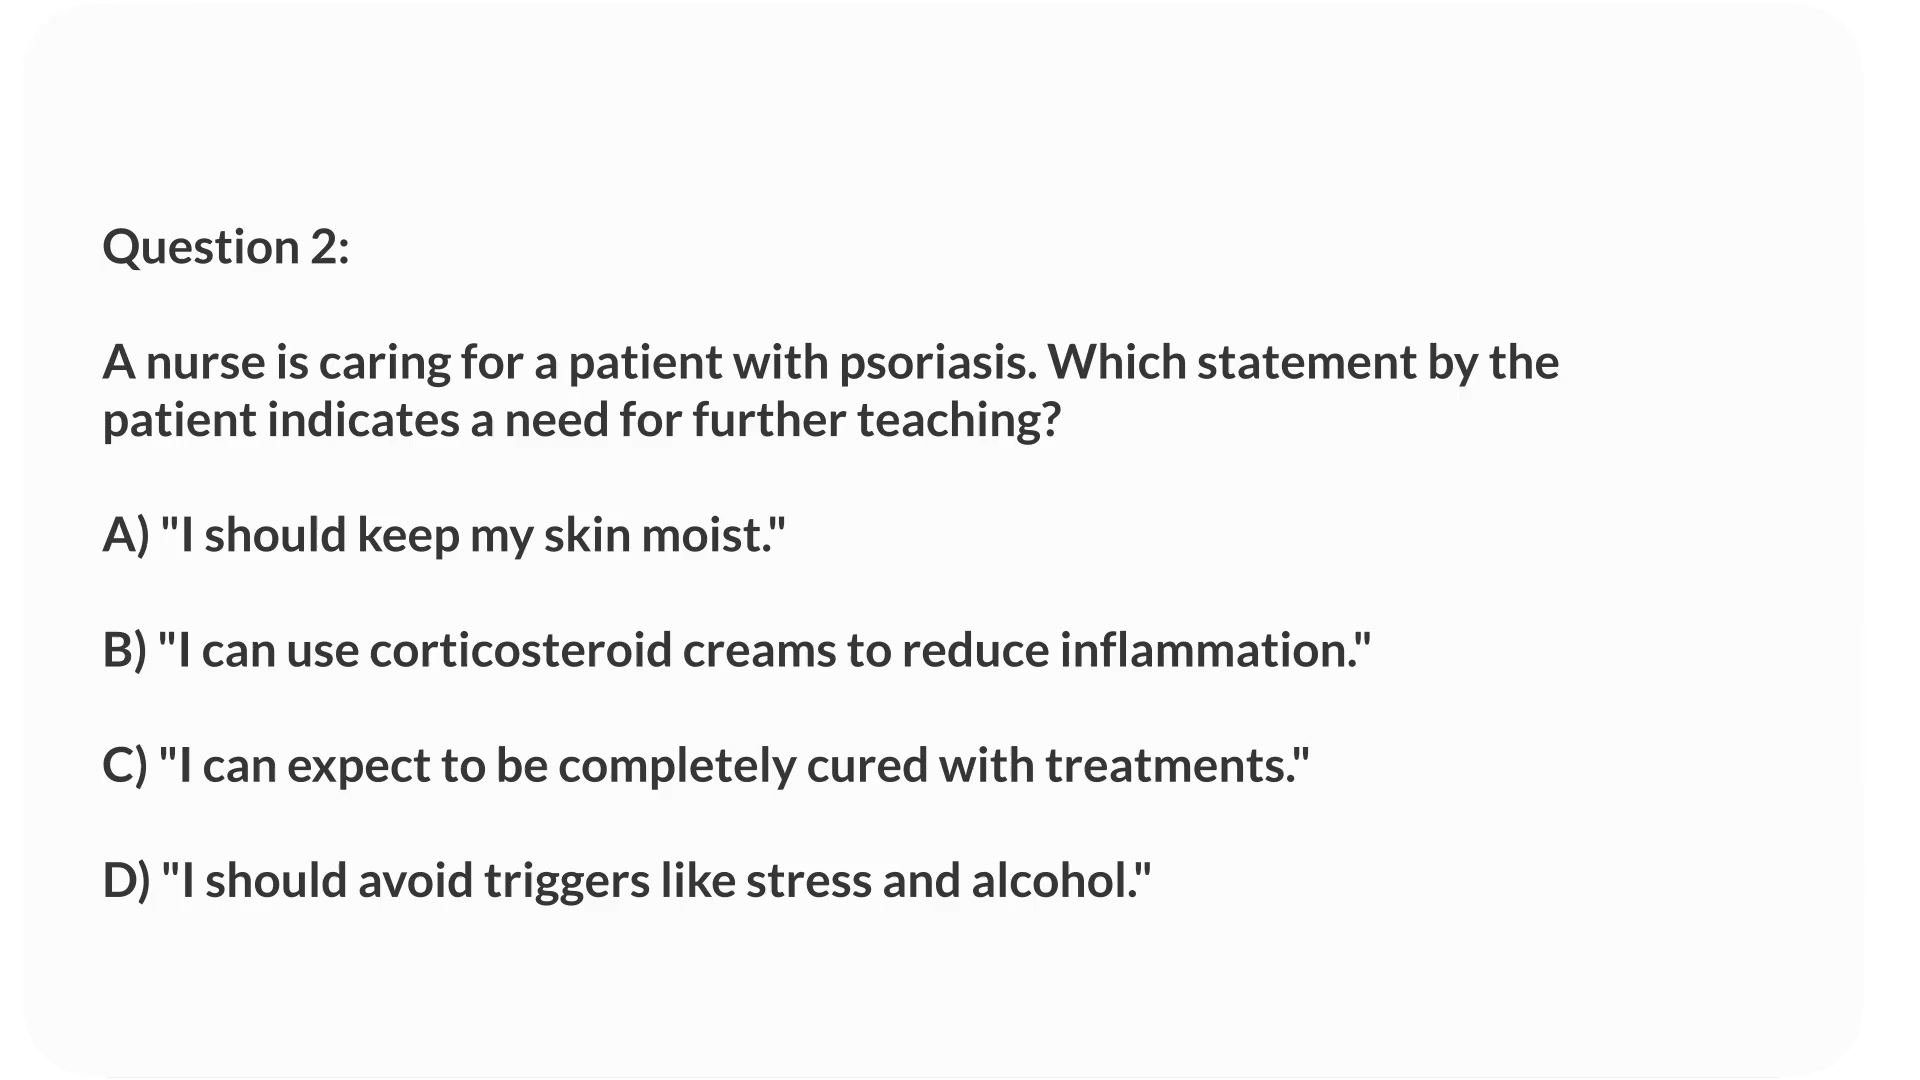 Question 2:
A nurse is caring for a patient with psoriasis. Which statement by the
patient indicates a need for further teaching?
A) "I should keep my skin moist."
B) "I can use corticosteroid creams to reduce inflammation."
C) "I can expect to be completely cured with treatments."
D) "I should avoid triggers like stress and alcohol."